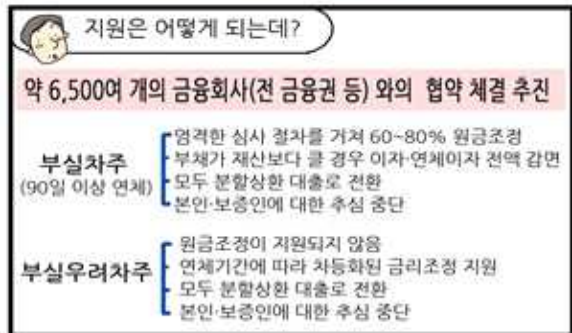 지원은 어떻게 되는데?
약 6,500여 개의 금융회사(전 금융권 등) 와의 협약 체결 추진
부실차주
(90일 이상 연체)
엄격한 심사 절차를 거쳐 60~80% 원금조정
부채가 재산보다 클 경우 이자·연체이자 전액 감면
모두 분할상환 대출로 전환
본인·보증인에 대한 추심 중단
부실우려차주
원금조정이 지원되지 않음
연체기간에 따라 차등화된 금리조정 지원
모두 분할상환 대출로 전환
본인·보증인에 대한 추심 중단